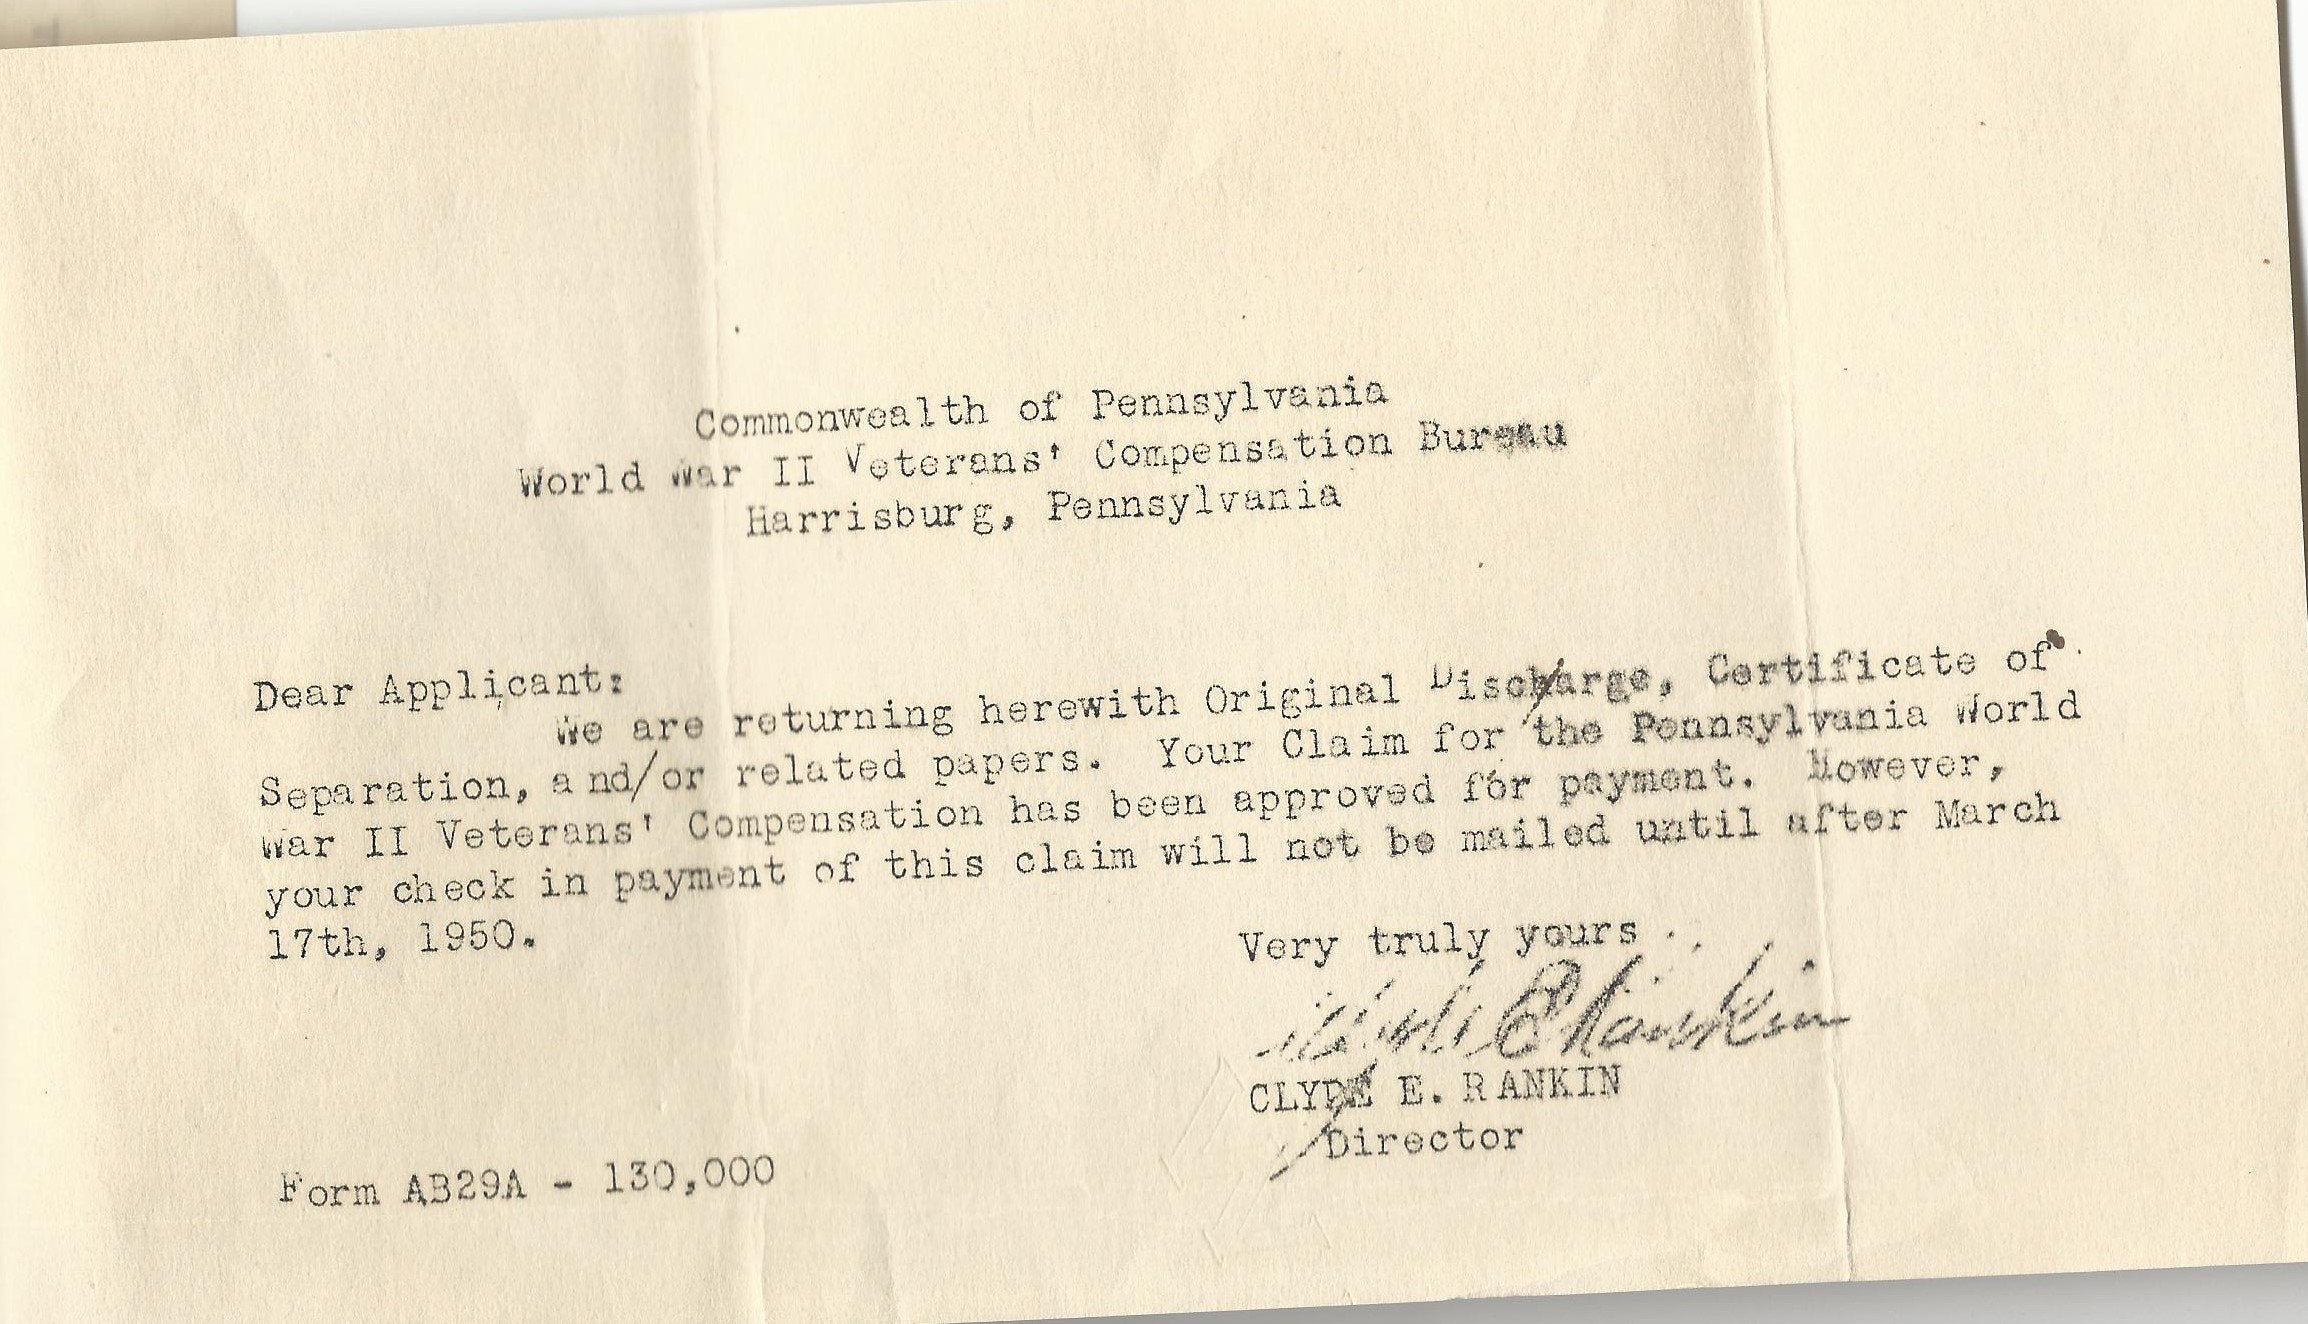 Commonwealth of Pennsylvania
World War II Veterans' Compensation Bureau
Harrisburg, Pennsylvania
Dear Applicant:
We are returning herewith Original Discharge, Certificate of
Separation, and/or related papers. Your Claim for the Pennsylvania World
War II Veterans' Compensation has been approved for payment. However,
your check in payment of this claim will not be mailed until after March
17th, 1950.
Very truly yours
Clyde E Rankin
CLYDE E. RANKIN
Director
Form AB29A - 130,000